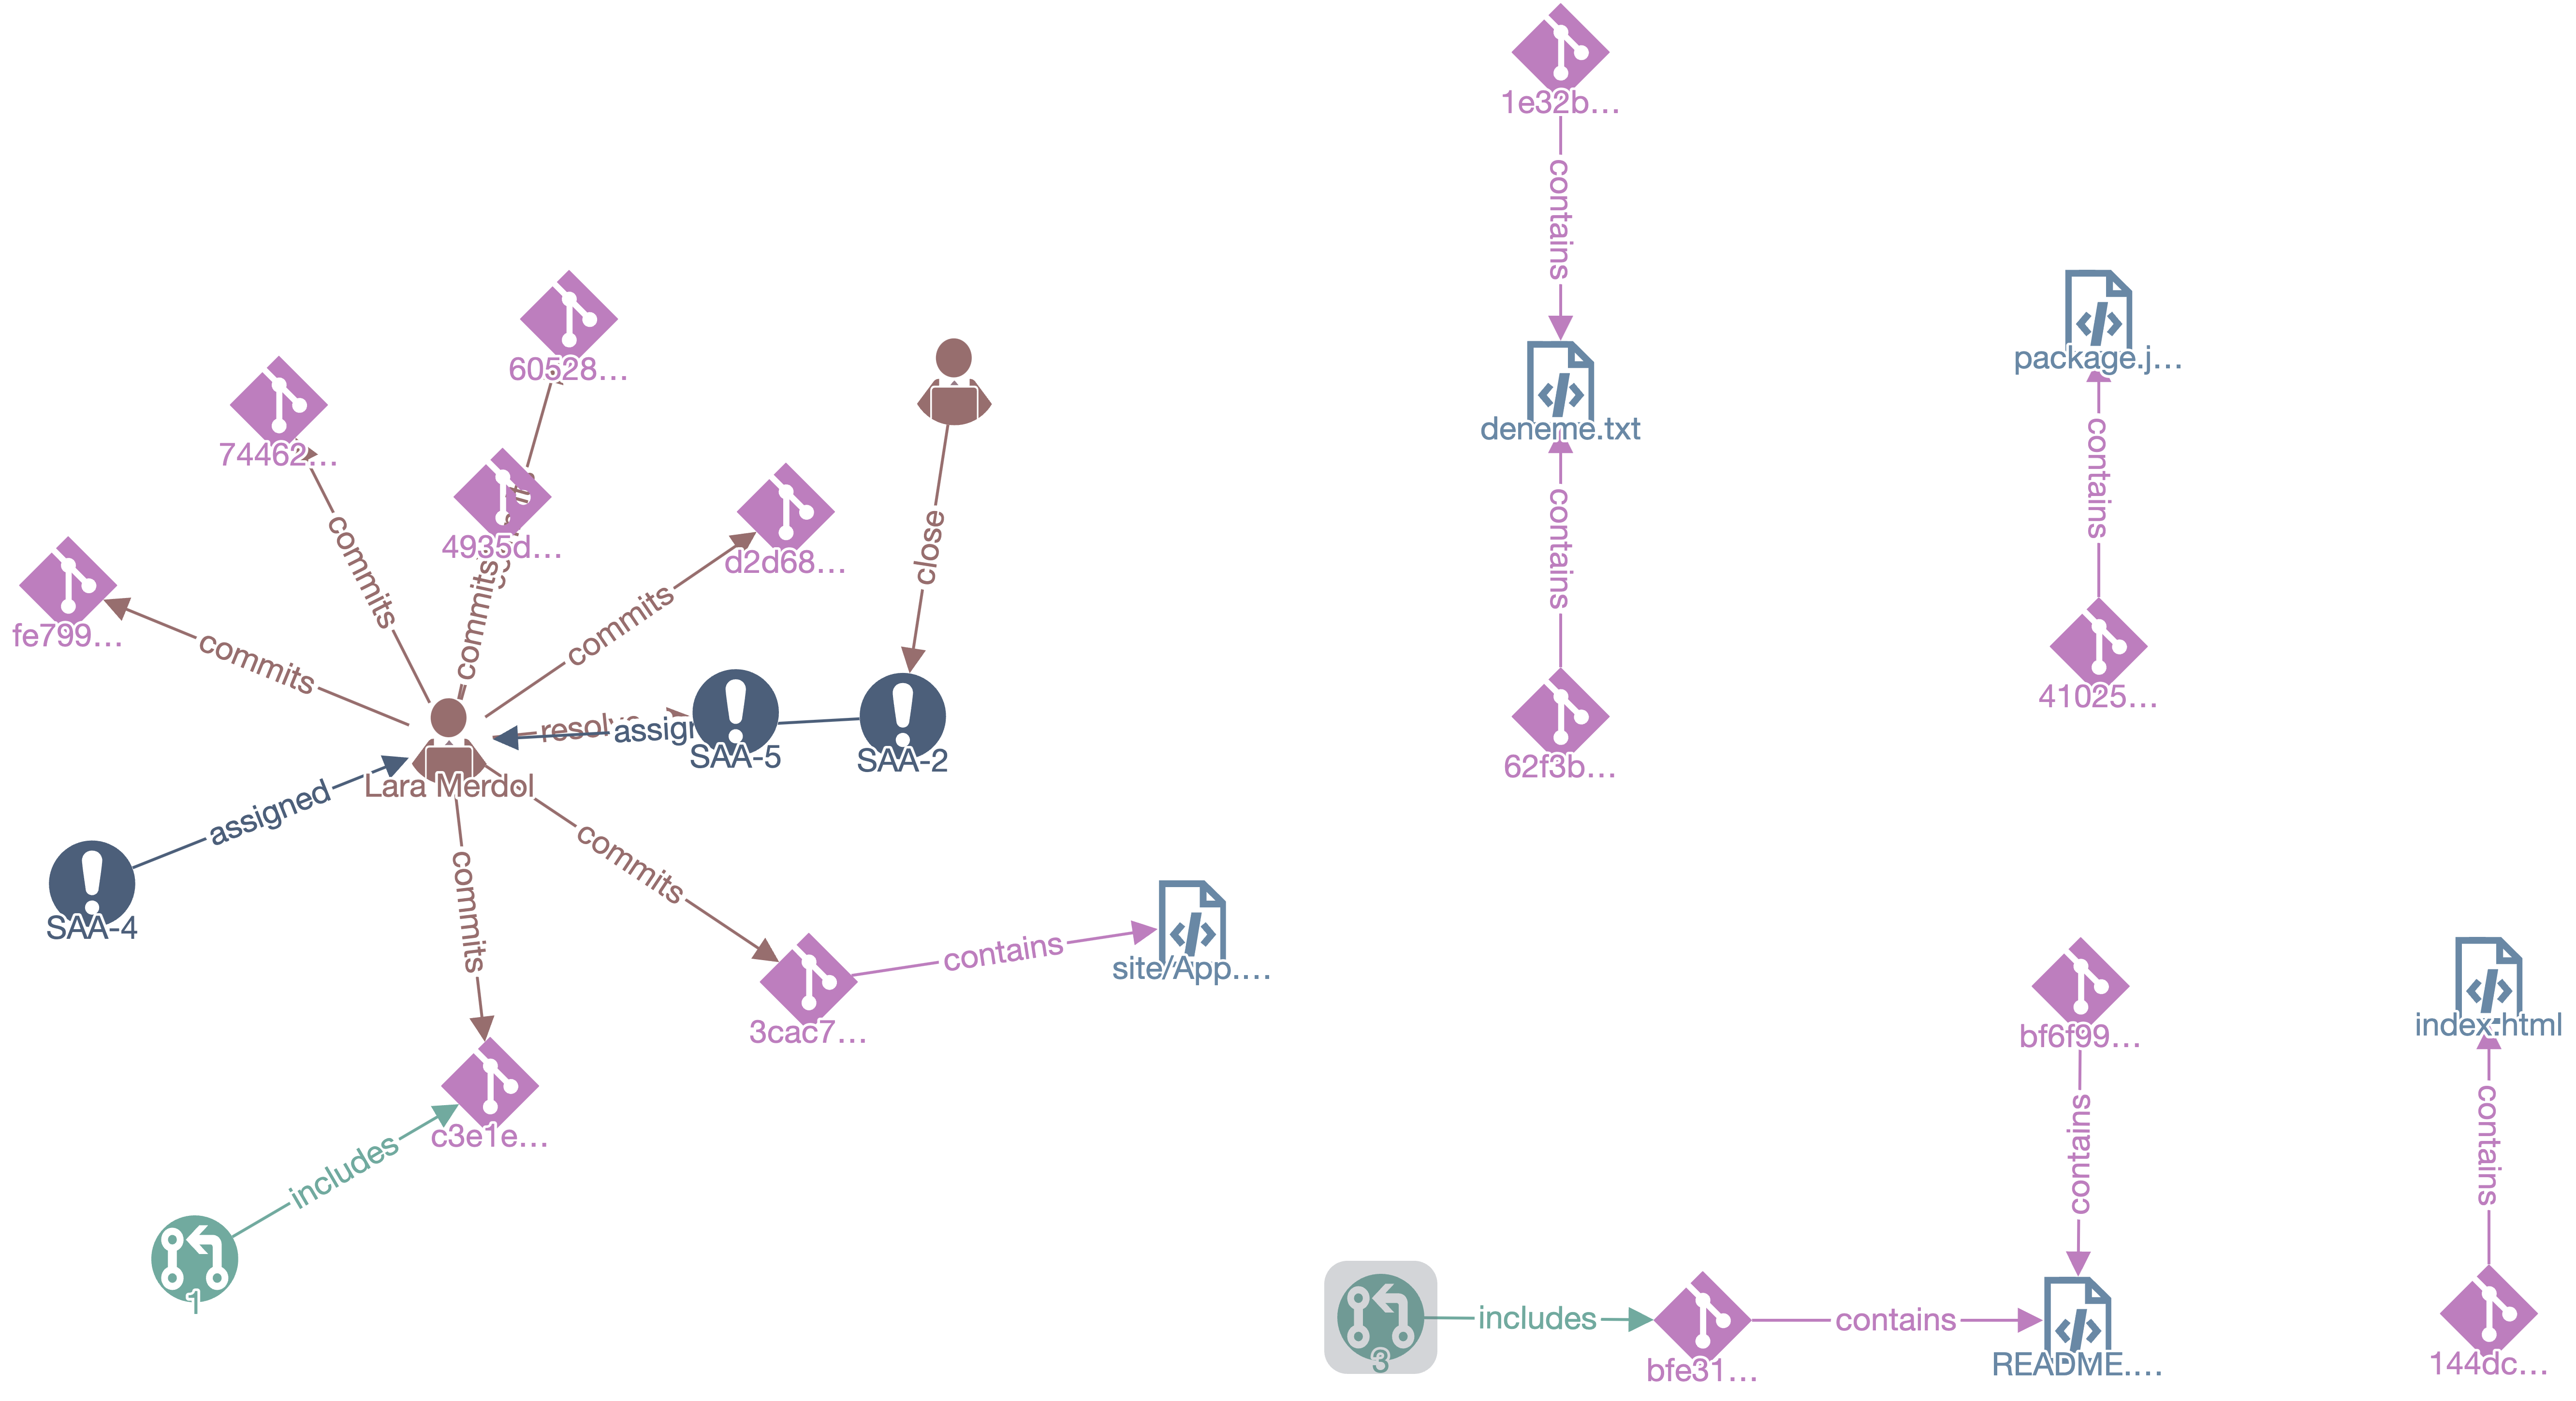 1e32b...
contains
deneme.txt
contains
62f3b...
package.j...
contains
41025...
60528...
74462...
4935d...
commits
d2d68...
close
commits
commits
fe799...
commits
SAA-5
SAA-2
Lara Merdol
assigned
SAA-4
commits
commits
contains
site/App....
3cac7...
c3e1e...
includes
1
bf6f99...
contains
index.html
contains
3
includes
bfe31...
contains
README....
144dc...